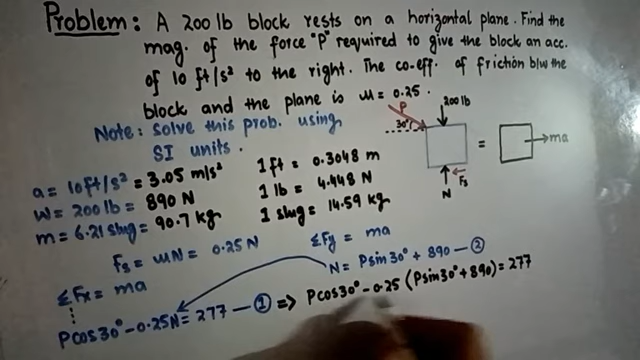 Problem: A 200 lb block rests on a horizontal plane. Find the
mag. of the force "P" required to give the block an acc.
of 10 ft/s² to the right. The co-eff. of friction b/w the
block and the plane is u = 0.25.
Note: Solve this prob. using
SI units.
P
200 lb
30°
= ma
N
Fs
a = 10 ft/s² = 3.05 m/s²
W = 200 lb = 890 N
m = 6.21 slug = 90.7 kg
1 ft = 0.3048 m
1 lb = 4.448 N
1 slug = 14.59 kg
Fs = uN = 0.25 N
ΣFy = ma
N = Psin30° + 890 — ②
ΣFx = ma
⋮
Pcos30° - 0.25N = 277 — ① => Pcos30° - 0.25 (Psin30° + 890) = 277